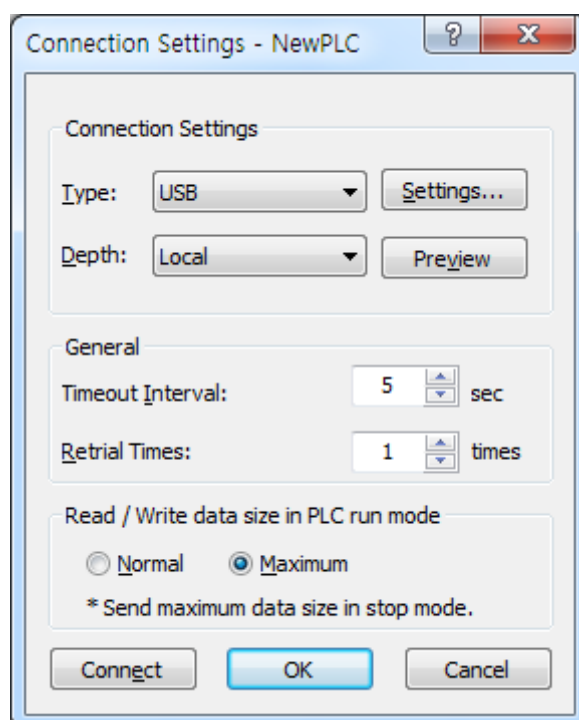 Connection Settings - NewPLC
Connection Settings
Type: USB Settings...
Depth: Local Preview
General
Timeout Interval: 5 sec
Retrial Times: 1 times
Read / Write data size in PLC run mode
Normal Maximum
* Send maximum data size in stop mode.
Connect OK Cancel